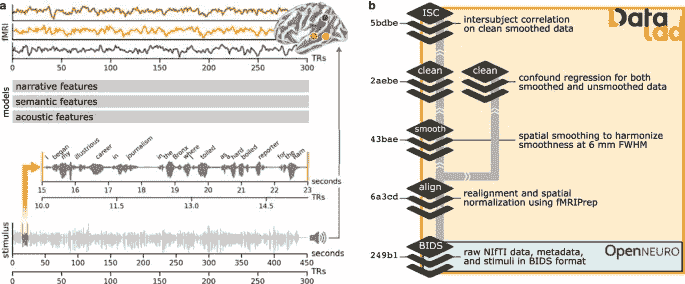 a
fMRI
0 50 100 150 200 250 300
TRs
models
narrative features
semantic features
acoustic features
I began my illustrious career in journalism in the Bronx where I toiled as a hard boiled reporter for the Ram
15 16 17 18 19 20 21 22 23
seconds
10.0 11.5 13.0 14.5
TRs
stimulus
0 50 100 150 200 250 300 350 400 450
seconds
0 50 100 150 200 250 300
TRs
b
DataLad
5bdbe
ISC
intersubject correlation
on clean smoothed data
2aebe
clean
clean
confound regression for both
smoothed and unsmoothed data
43bae
smooth
spatial smoothing to harmonize
smoothness at 6 mm FWHM
6a3cd
align
realignment and spatial
normalization using fMRIPrep
249b1
BIDS
raw NIfTI data, metadata,
and stimuli in BIDS format
OpenNEURO